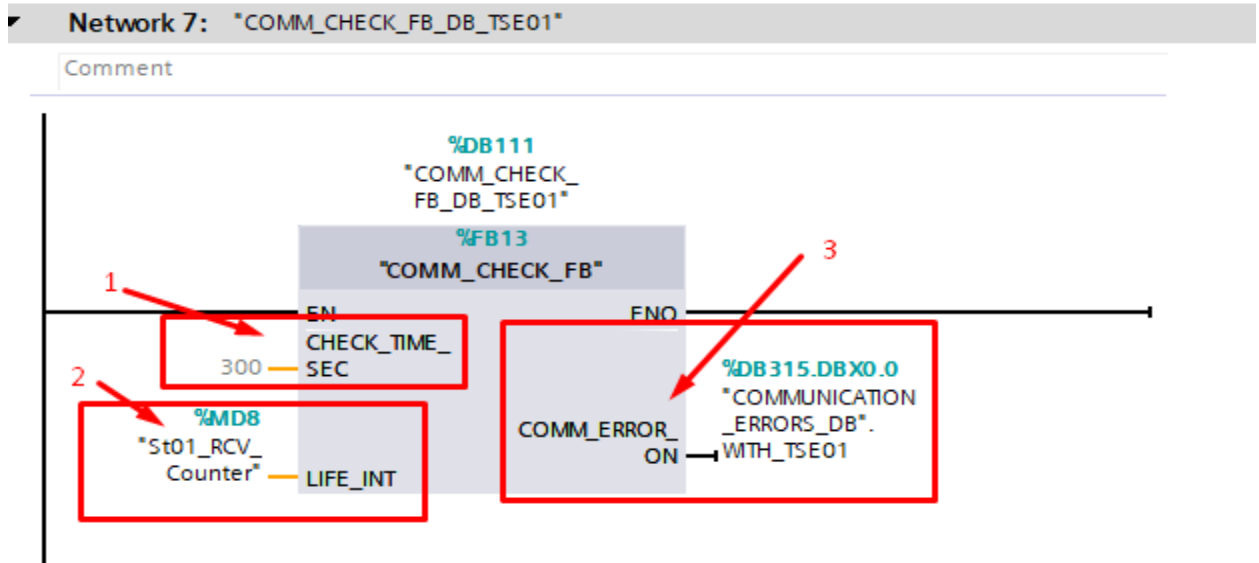 Network 7: "COMM_CHECK_FB_DB_TSE01"
Comment
%DB111
"COMM_CHECK_
FB_DB_TSE01"
%FB13
"COMM_CHECK_FB"
3
1
EN ENO
CHECK_TIME_
300 SEC
2
%DB315.DBX0.0
"COMMUNICATION
_ERRORS_DB".
WITH_TSE01
%MD8
"St01_RCV_
Counter" LIFE_INT
COMM_ERROR_
ON